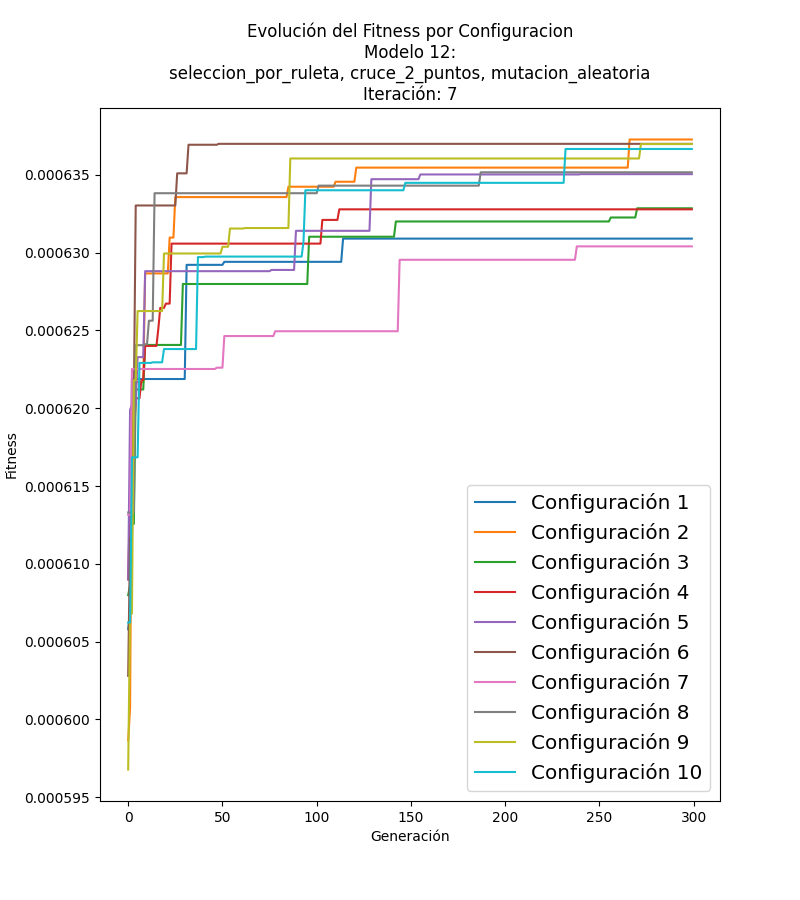 Evolución del Fitness por Configuracion
Modelo 12:
seleccion_por_ruleta, cruce_2_puntos, mutacion_aleatoria
Iteración: 7
0.000635
0.000630
0.000625
0.000620
0.000615
0.000610
0.000605
0.000600
0.000595
Fitness
Configuración 1
Configuración 2
Configuración 3
Configuración 4
Configuración 5
Configuración 6
Configuración 7
Configuración 8
Configuración 9
Configuración 10
0 50 100 150 200 250 300
Generación